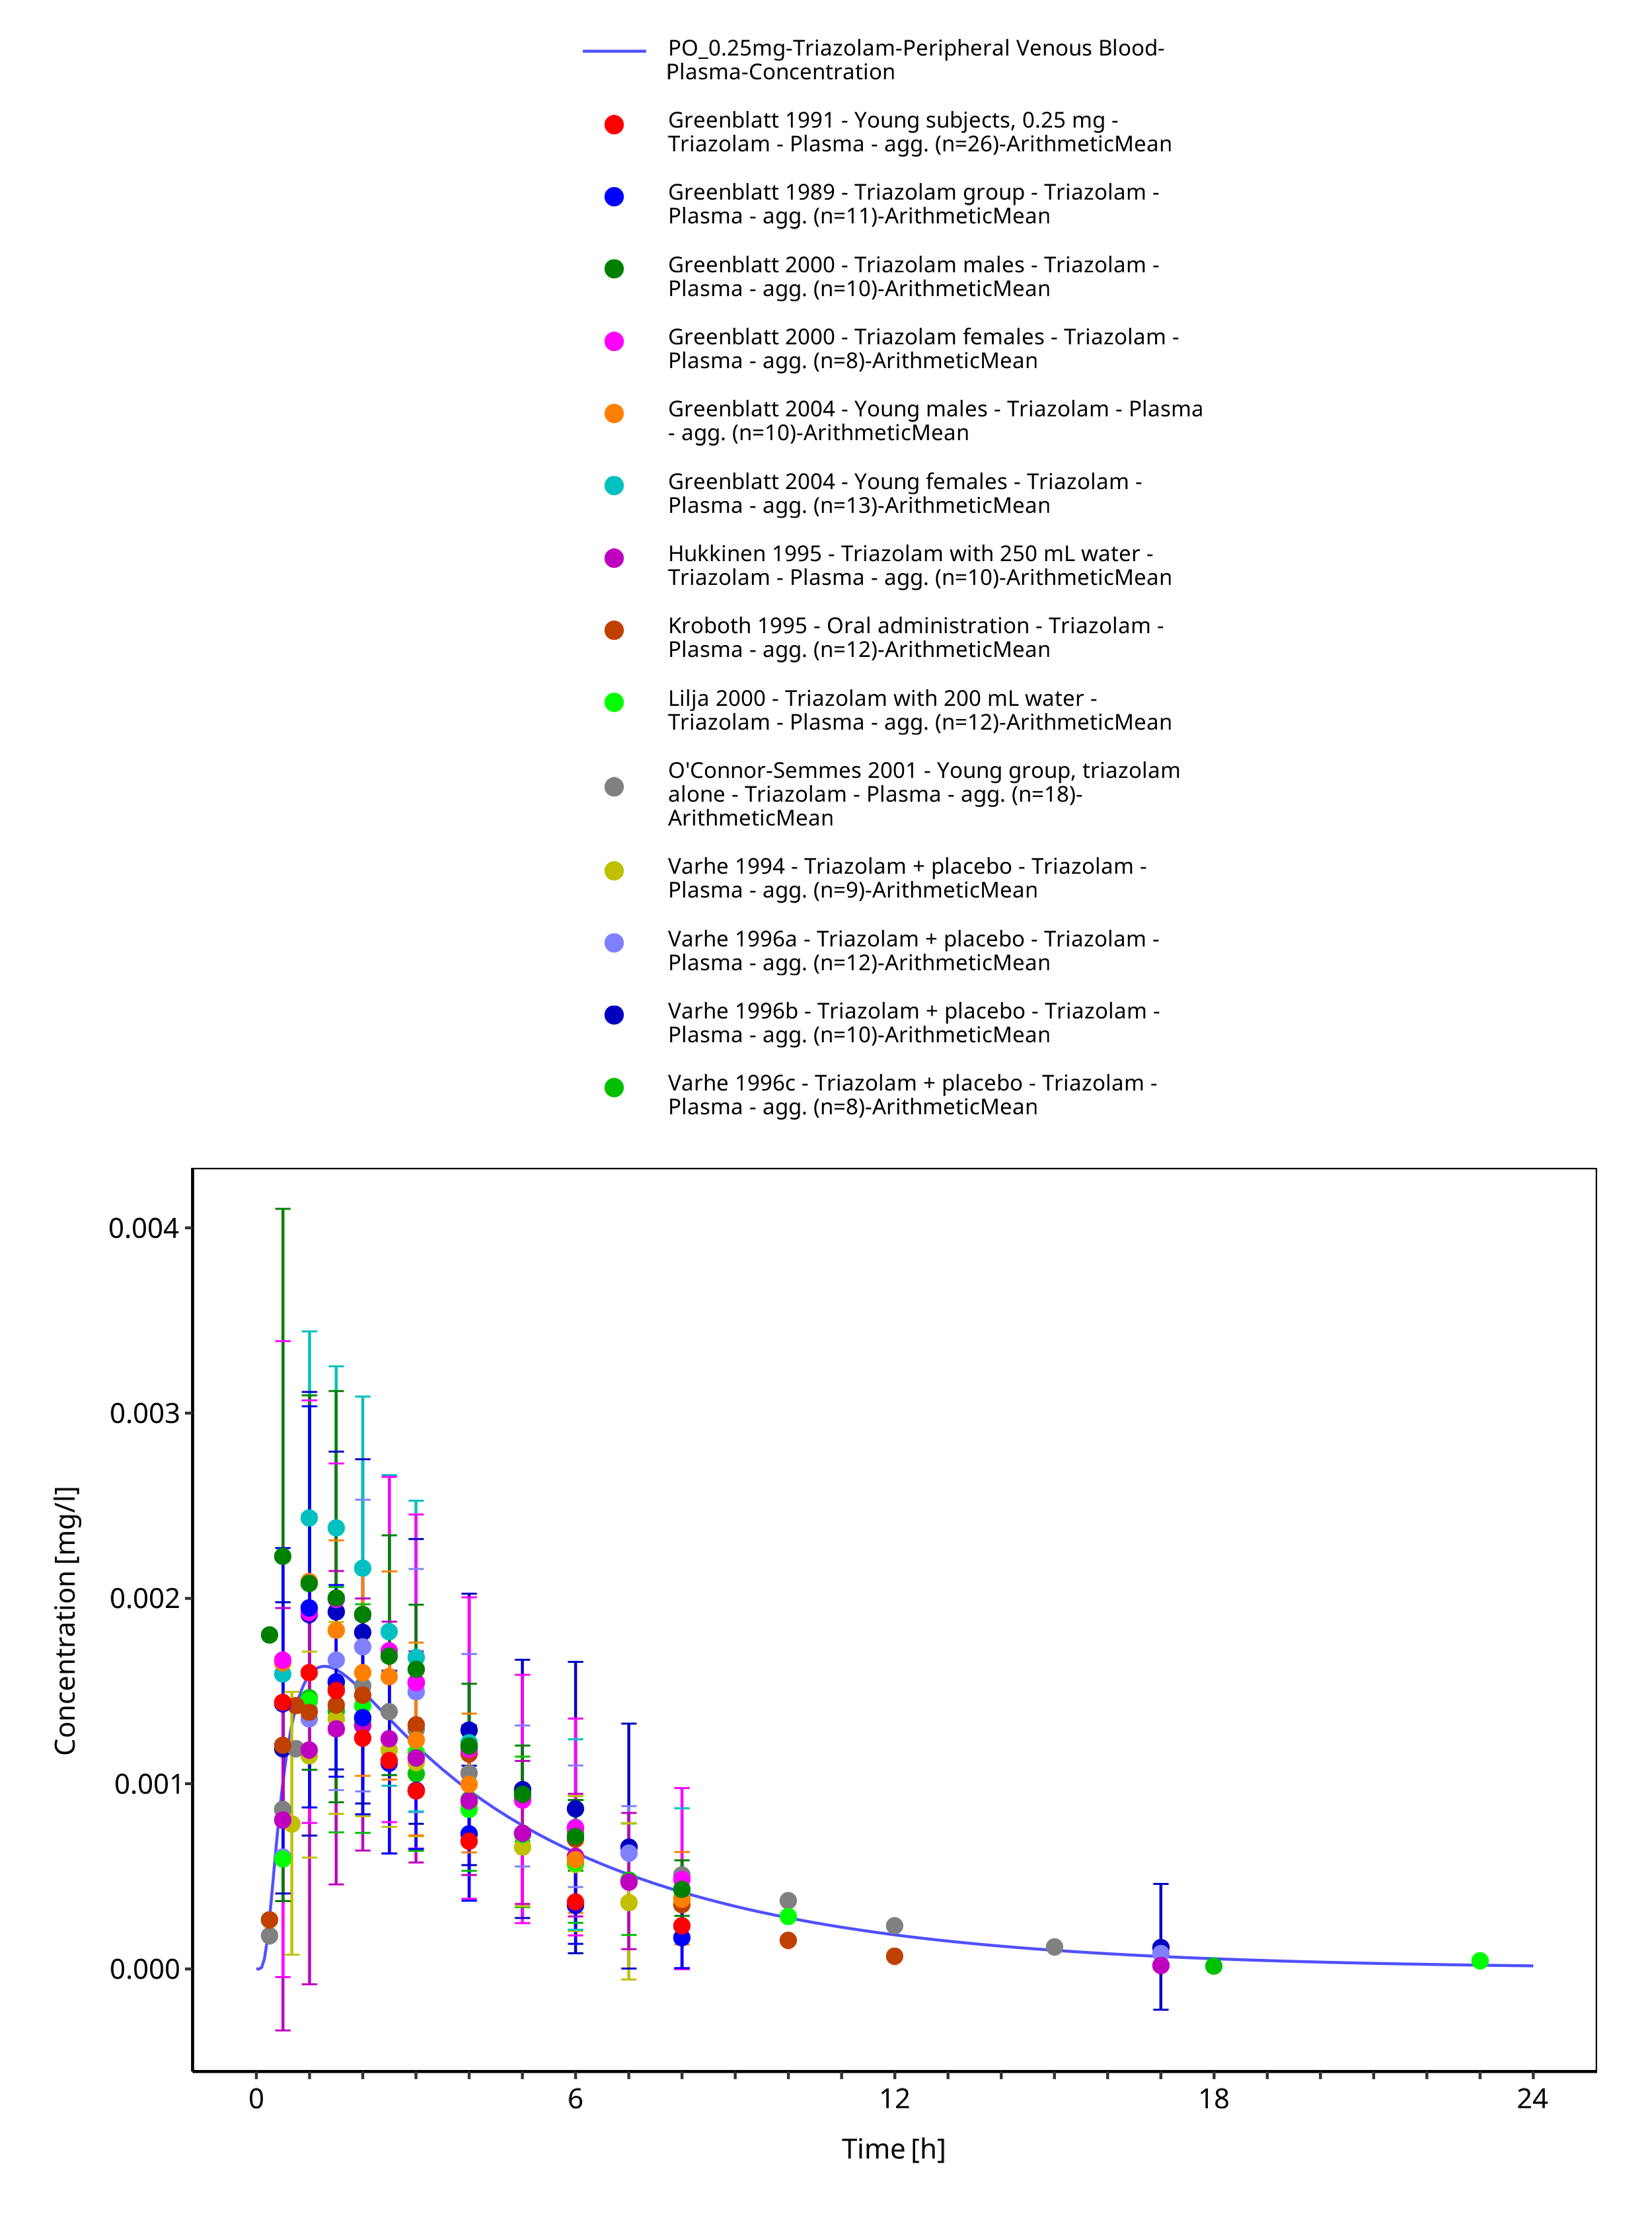 PO_0.25mg-Triazolam-Peripheral Venous Blood-
Plasma-Concentration
Greenblatt 1991 - Young subjects, 0.25 mg -
Triazolam - Plasma - agg. (n=26)-ArithmeticMean
Greenblatt 1989 - Triazolam group - Triazolam -
Plasma - agg. (n=11)-ArithmeticMean
Greenblatt 2000 - Triazolam males - Triazolam -
Plasma - agg. (n=10)-ArithmeticMean
Greenblatt 2000 - Triazolam females - Triazolam -
Plasma - agg. (n=8)-ArithmeticMean
Greenblatt 2004 - Young males - Triazolam - Plasma
- agg. (n=10)-ArithmeticMean
Greenblatt 2004 - Young females - Triazolam -
Plasma - agg. (n=13)-ArithmeticMean
Hukkinen 1995 - Triazolam with 250 mL water -
Triazolam - Plasma - agg. (n=10)-ArithmeticMean
Kroboth 1995 - Oral administration - Triazolam -
Plasma - agg. (n=12)-ArithmeticMean
Lilja 2000 - Triazolam with 200 mL water -
Triazolam - Plasma - agg. (n=12)-ArithmeticMean
O'Connor-Semmes 2001 - Young group, triazolam
alone - Triazolam - Plasma - agg. (n=18)-
ArithmeticMean
Varhe 1994 - Triazolam + placebo - Triazolam -
Plasma - agg. (n=9)-ArithmeticMean
Varhe 1996a - Triazolam + placebo - Triazolam -
Plasma - agg. (n=12)-ArithmeticMean
Varhe 1996b - Triazolam + placebo - Triazolam -
Plasma - agg. (n=10)-ArithmeticMean
Varhe 1996c - Triazolam + placebo - Triazolam -
Plasma - agg. (n=8)-ArithmeticMean
Concentration [mg/l]
0.004
0.003
0.002
0.001
0.000
0 6 12 18 24
Time [h]